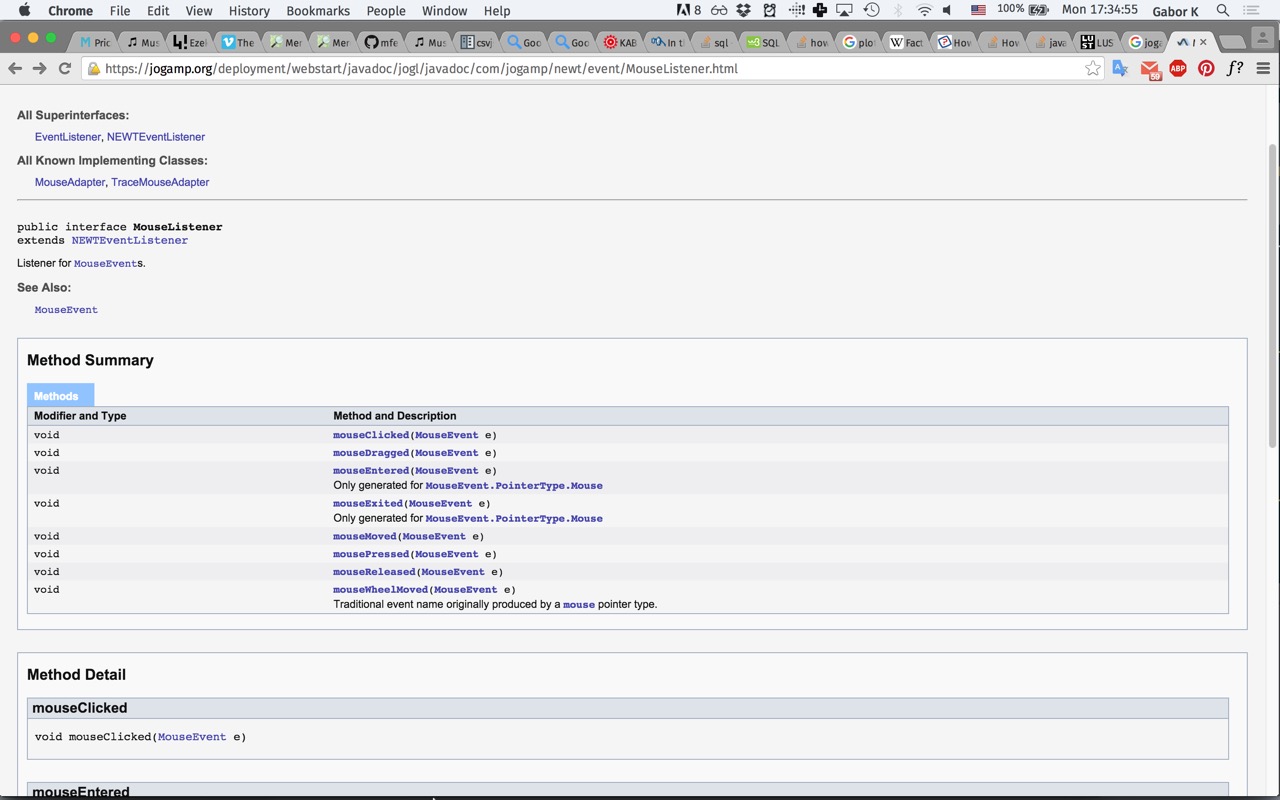 Chrome File Edit View History Bookmarks People Window Help 8 100% Mon 17:34:55 Gabor K
Pric Mus Ezel The Mer Mer mfe Mus csvj Goo Goo KAB In t sql SQL how plo Fact How How java LUS jog
https://jogamp.org/deployment/webstart/javadoc/jogl/javadoc/com/jogamp/newt/event/MouseListener.html 59 ABP f?
All Superinterfaces:
EventListener, NEWTEventListener
All Known Implementing Classes:
MouseAdapter, TraceMouseAdapter
public interface MouseListener
extends NEWTEventListener
Listener for MouseEvents.
See Also:
MouseEvent
Method Summary
Methods
Modifier and Type Method and Description
void mouseClicked(MouseEvent e)
void mouseDragged(MouseEvent e)
void mouseEntered(MouseEvent e)
Only generated for MouseEvent.PointerType.Mouse
void mouseExited(MouseEvent e)
Only generated for MouseEvent.PointerType.Mouse
void mouseMoved(MouseEvent e)
void mousePressed(MouseEvent e)
void mouseReleased(MouseEvent e)
void mouseWheelMoved(MouseEvent e)
Traditional event name originally produced by a mouse pointer type.
Method Detail
mouseClicked
void mouseClicked(MouseEvent e)
mouseEntered